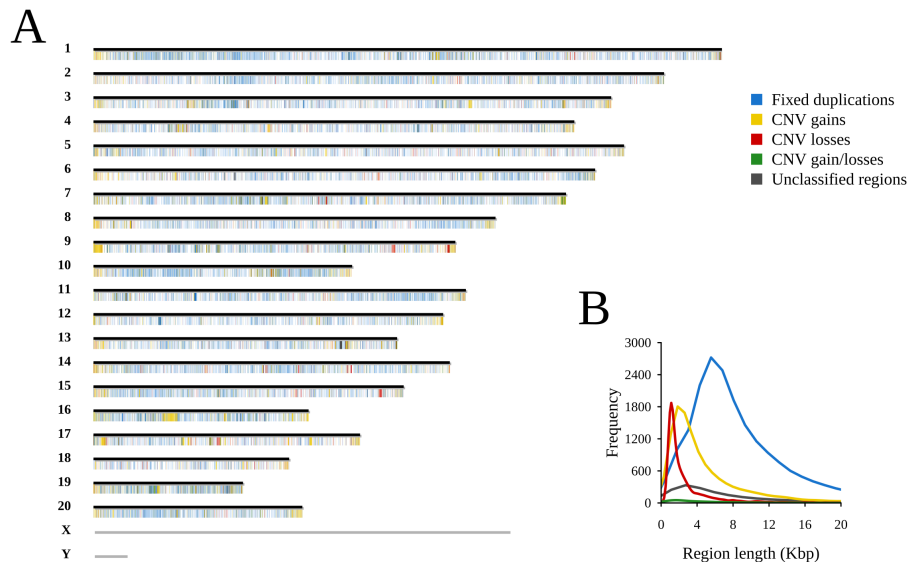 A
1
2
3
4
5
6
7
8
9
10
11
12
13
14
15
16
17
18
19
20
X
Y
Fixed duplications
CNV gains
CNV losses
CNV gain/losses
Unclassified regions
B
Frequency
3000
2400
1800
1200
600
0
0 4 8 12 16 20
Region length (Kbp)